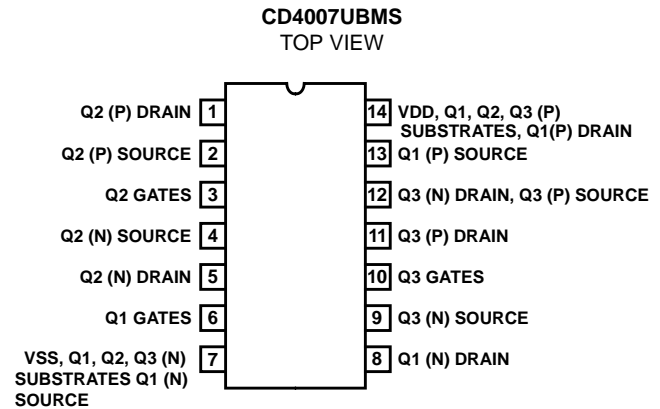 CD4007UBMS
TOP VIEW
Q2 (P) DRAIN 1
Q2 (P) SOURCE 2
Q2 GATES 3
Q2 (N) SOURCE 4
Q2 (N) DRAIN 5
Q1 GATES 6
VSS, Q1, Q2, Q3 (N) 7
SUBSTRATES Q1 (N)
SOURCE
14 VDD, Q1, Q2, Q3 (P)
SUBSTRATES, Q1(P) DRAIN
13 Q1 (P) SOURCE
12 Q3 (N) DRAIN, Q3 (P) SOURCE
11 Q3 (P) DRAIN
10 Q3 GATES
9 Q3 (N) SOURCE
8 Q1 (N) DRAIN